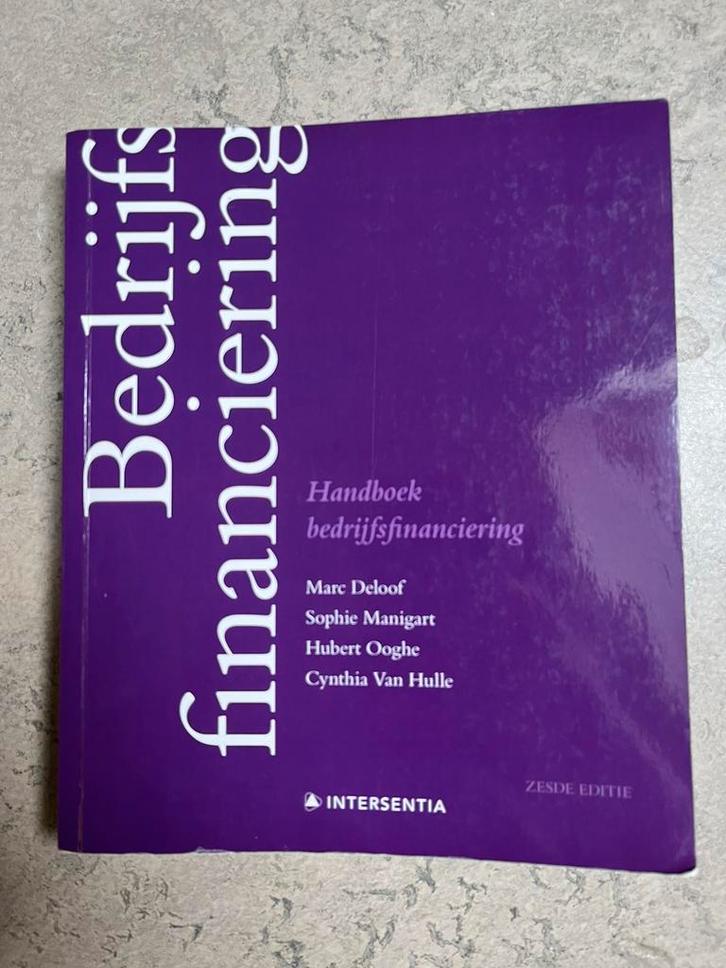 Bedrijfs
financiering
Handboek
bedrijfsfinanciering
Marc Deloof
Sophie Manigart
Hubert Ooghe
Cynthia Van Hulle
ZESDE EDITIE
INTERSENTIA